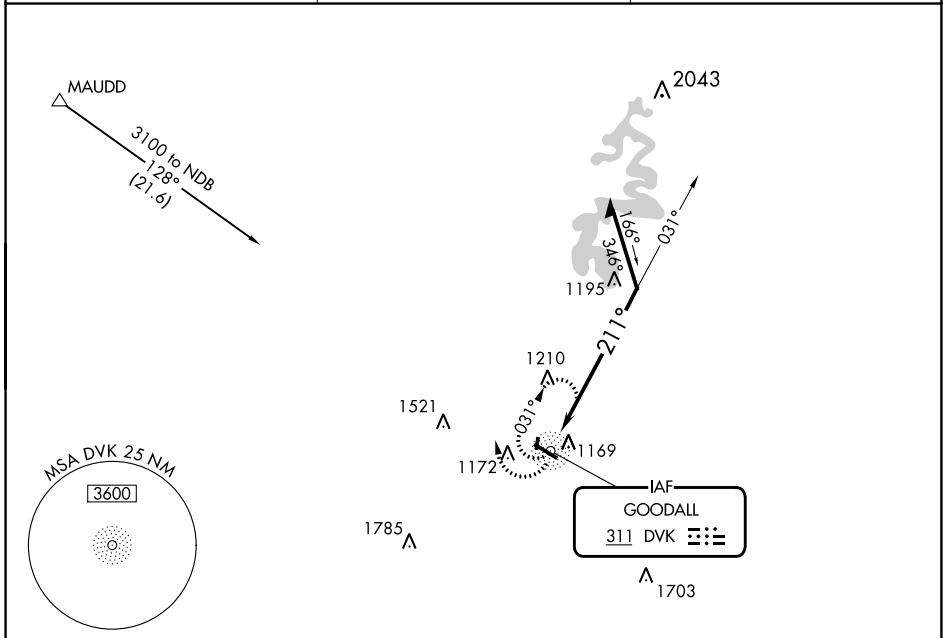 MAUDD
3100 to NDB
128°
(21.6)
2043
031°
166°
346°
1195
211°
1210
031°
1521
1169
1172
MSA DVK 25 NM
3600
IAF
GOODALL
311 DVK
1785
1703